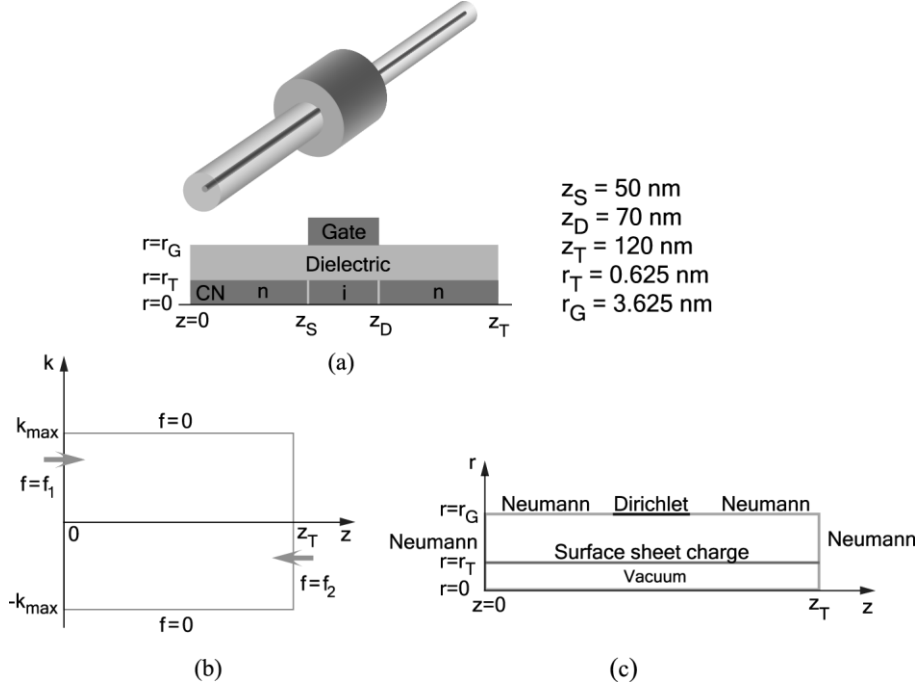 z_S = 50 nm
z_D = 70 nm
z_T = 120 nm
r_T = 0.625 nm
r_G = 3.625 nm
Gate
r=r_G
Dielectric
r=r_T
CN n i n
r=0
z=0 z_S z_D z_T
(a)
k
k_max
f=0
f=f_1
0
z_T
z
f=f_2
-k_max
f=0
(b)
r
Neumann Dirichlet Neumann
r=r_G
Neumann
Neumann
Surface sheet charge
r=r_T
Vacuum
r=0
z=0
z_T
z
(c)